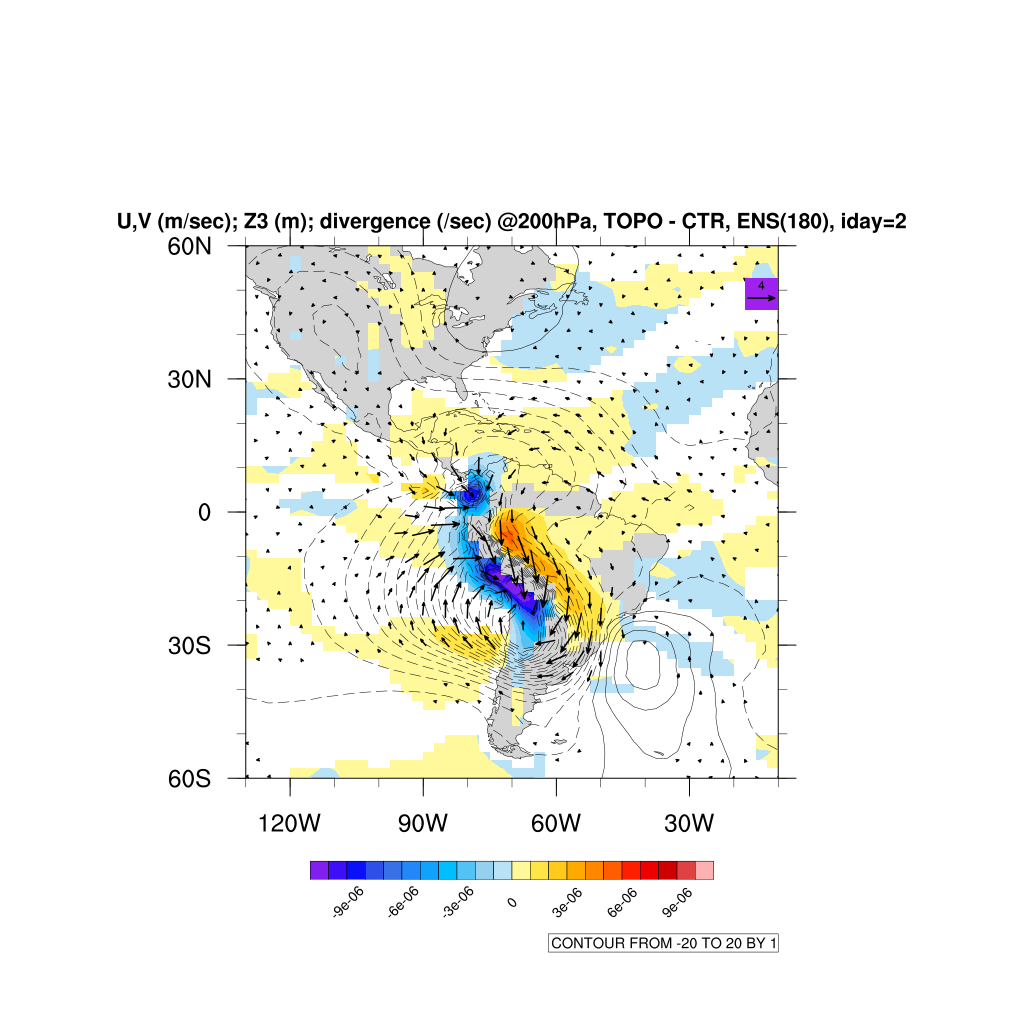 U,V (m/sec); Z3 (m); divergence (/sec) @200hPa, TOPO - CTR, ENS(180), iday=2
60N
4
30N
0
30S
60S
120W 90W 60W 30W
-9e-06 -6e-06 -3e-06 0 3e-06 6e-06 9e-06
CONTOUR FROM -20 TO 20 BY 1